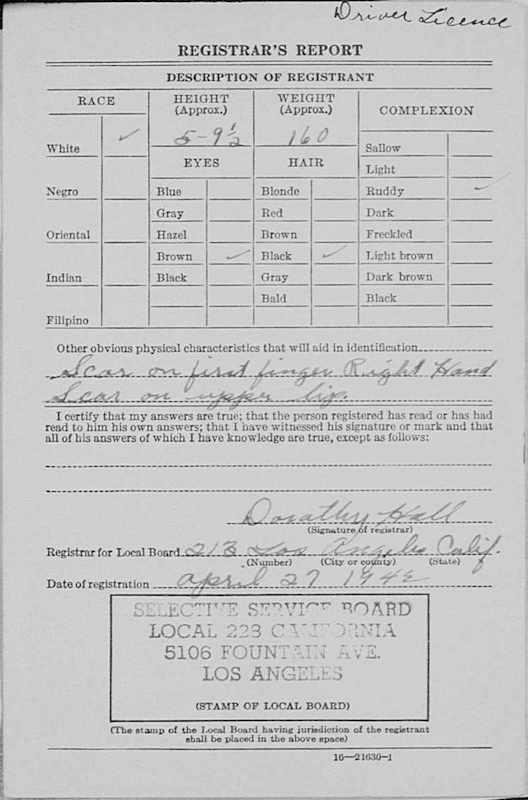 Driver Licence
REGISTRAR'S REPORT
DESCRIPTION OF REGISTRANT
RACE
HEIGHT (Approx.)
WEIGHT (Approx.)
COMPLEXION
5-9½
160
White ✓
EYES
HAIR
Sallow
Light
Negro
Blue
Blonde
Ruddy ✓
Gray
Red
Dark
Oriental
Hazel
Brown
Freckled
Brown ✓
Black ✓
Light brown
Indian
Black
Gray
Dark brown
Bald
Black
Filipino
Other obvious physical characteristics that will aid in identification
Scar on first finger Right Hand
Scar on upper lip.
I certify that my answers are true; that the person registered has read or has had
read to him his own answers; that I have witnessed his signature or mark and that
all of his answers of which I have knowledge are true, except as follows:
Dorathy Hall
(Signature of registrar)
Registrar for Local Board 213 Los Angeles Calif.
(Number) (City or county) (State)
Date of registration April 27 1942
SELECTIVE SERVICE BOARD
LOCAL 223 CALIFORNIA
5106 FOUNTAIN AVE.
LOS ANGELES
(STAMP OF LOCAL BOARD)
(The stamp of the Local Board having jurisdiction of the registrant
shall be placed in the above space)
16—21630-1